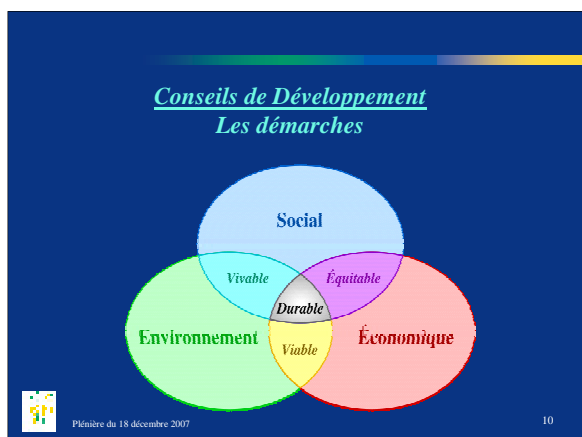 Conseils de Développement
Les démarches
Social
Vivable
Équitable
Durable
Environnement
Viable
Économique
Plénière du 18 décembre 2007
10